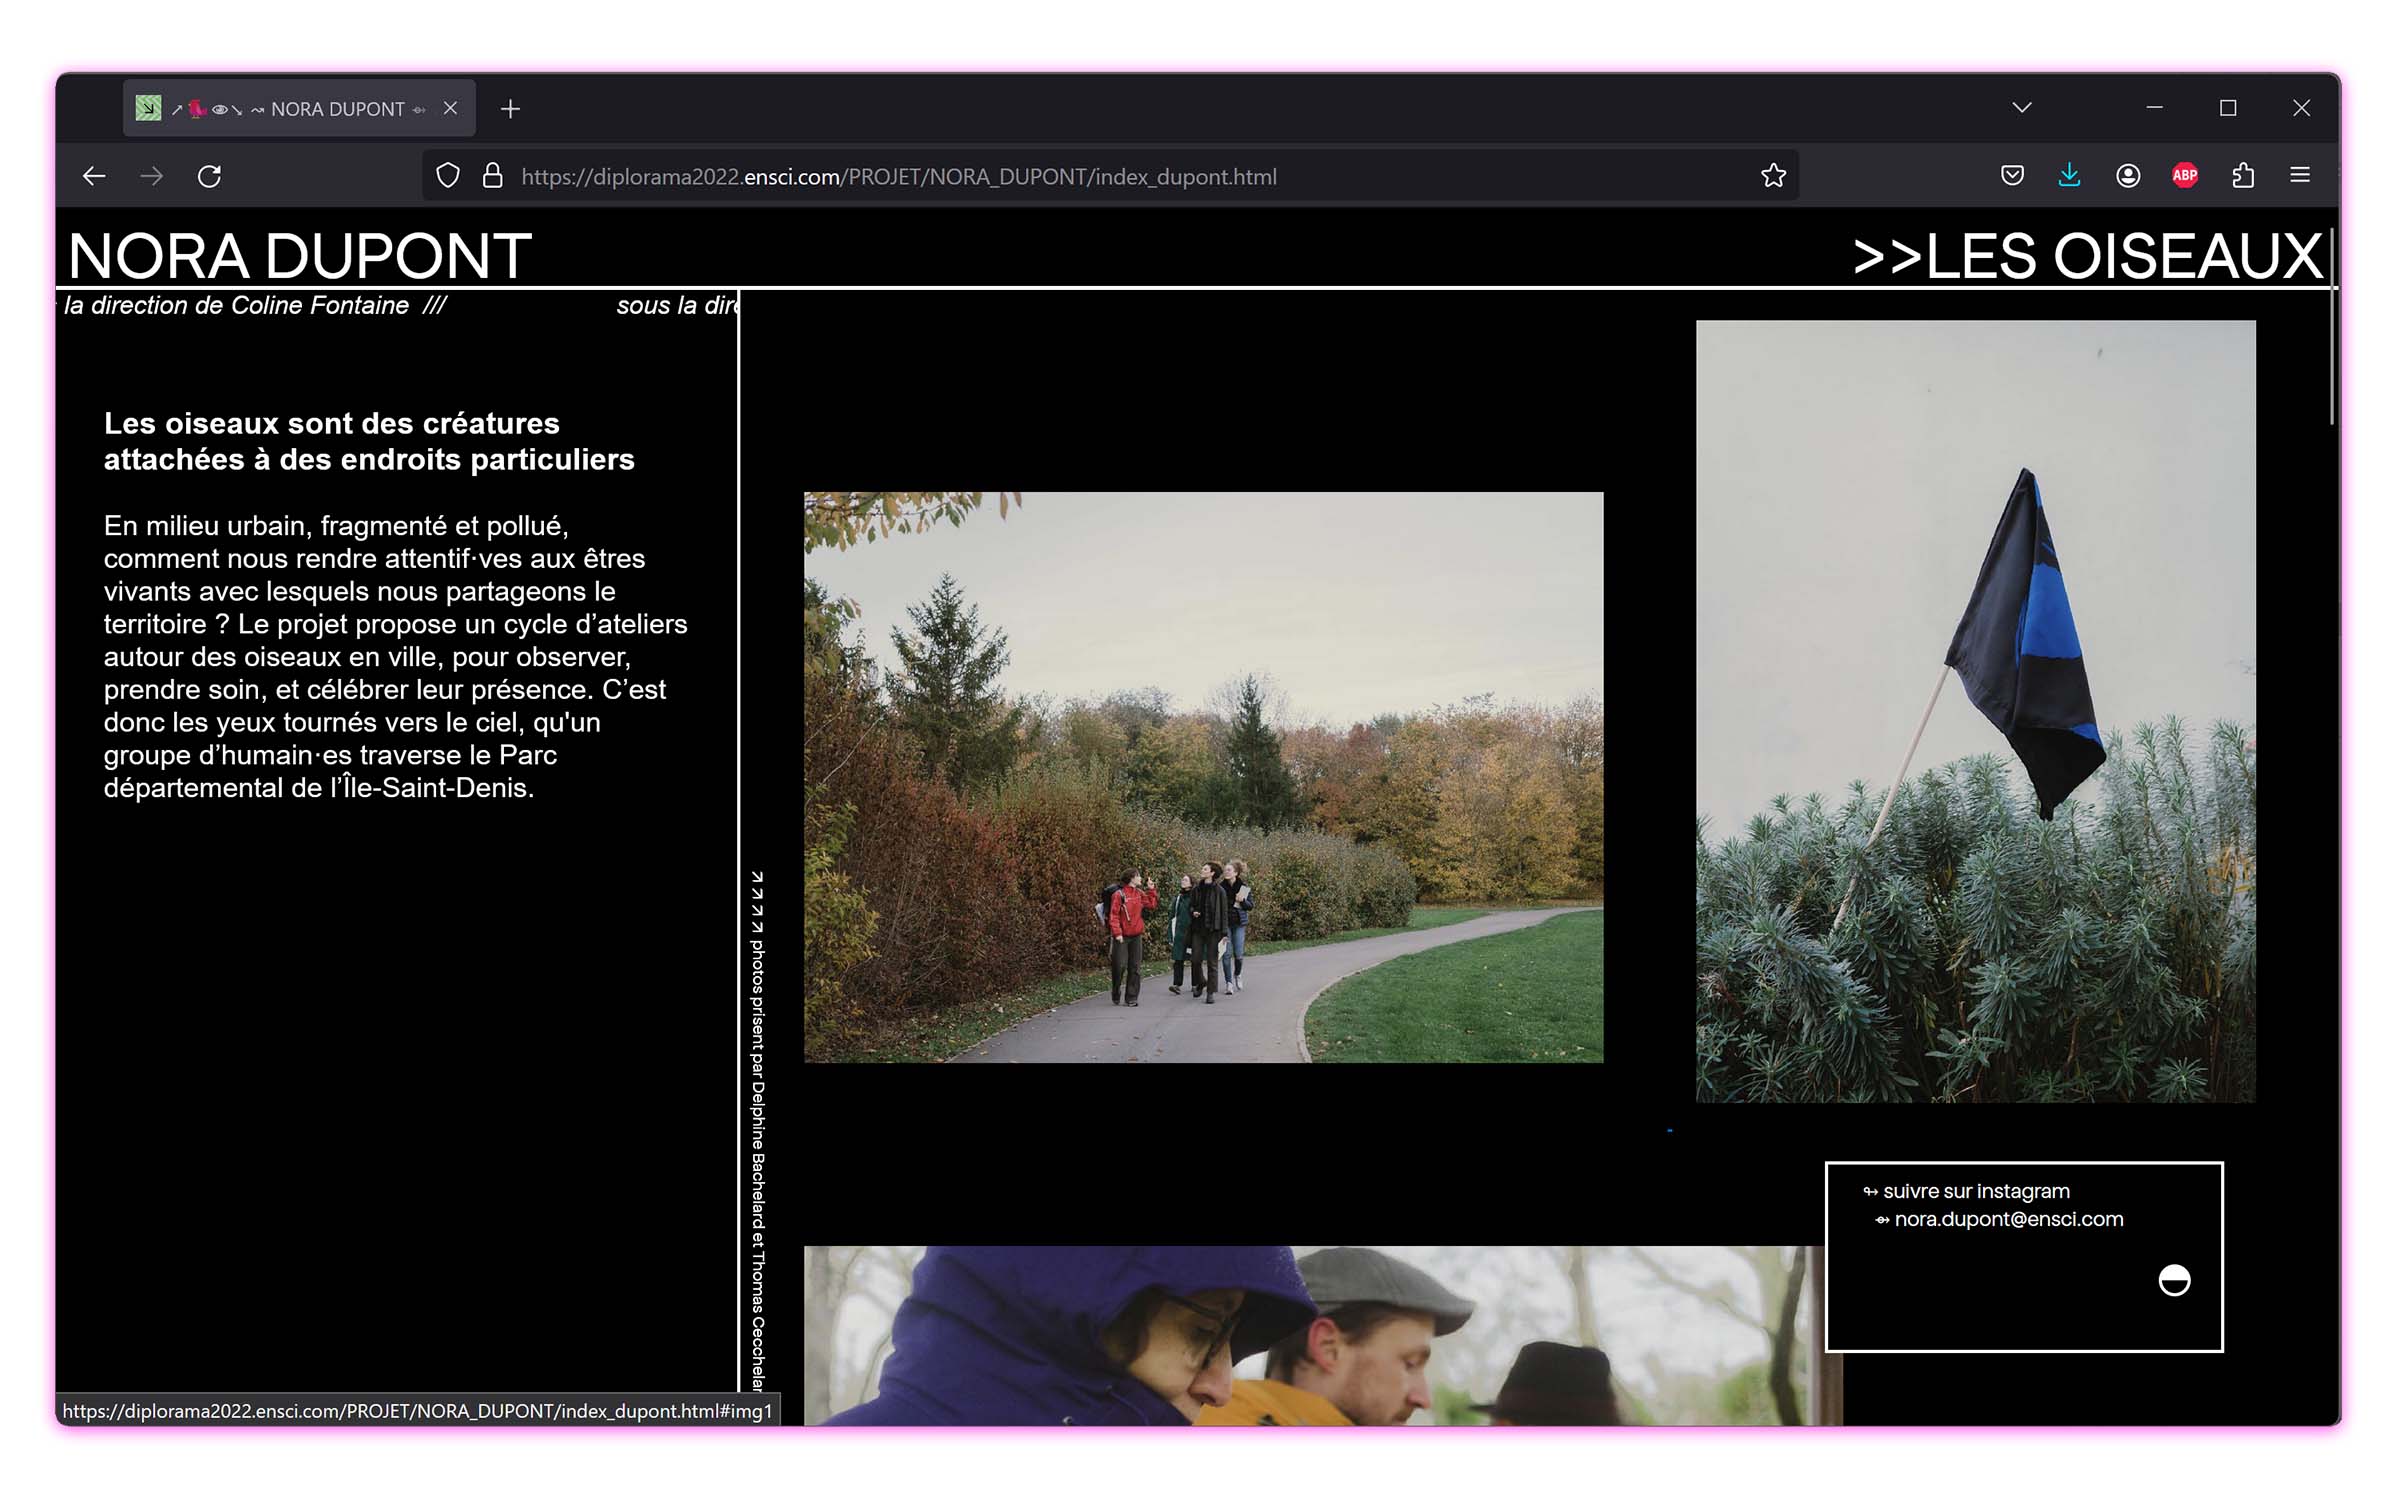 NORA DUPONT
https://diplorama2022.ensci.com/PROJET/NORA_DUPONT/index_dupont.html
ABP
NORA DUPONT
>>LES OISEAUX
la direction de Coline Fontaine ///
sous la dire
Les oiseaux sont des créatures
attachées à des endroits particuliers
En milieu urbain, fragmenté et pollué,
comment nous rendre attentif·ves aux êtres
vivants avec lesquels nous partageons le
territoire ? Le projet propose un cycle d’ateliers
autour des oiseaux en ville, pour observer,
prendre soin, et célébrer leur présence. C’est
donc les yeux tournés vers le ciel, qu'un
groupe d’humain·es traverse le Parc
départemental de l’Île-Saint-Denis.
↗ ↗ ↗ ↗ photos prisent par Delphine Bachelard et Thomas Cecchelar
suivre sur instagram
nora.dupont@ensci.com
https://diplorama2022.ensci.com/PROJET/NORA_DUPONT/index_dupont.html#img1